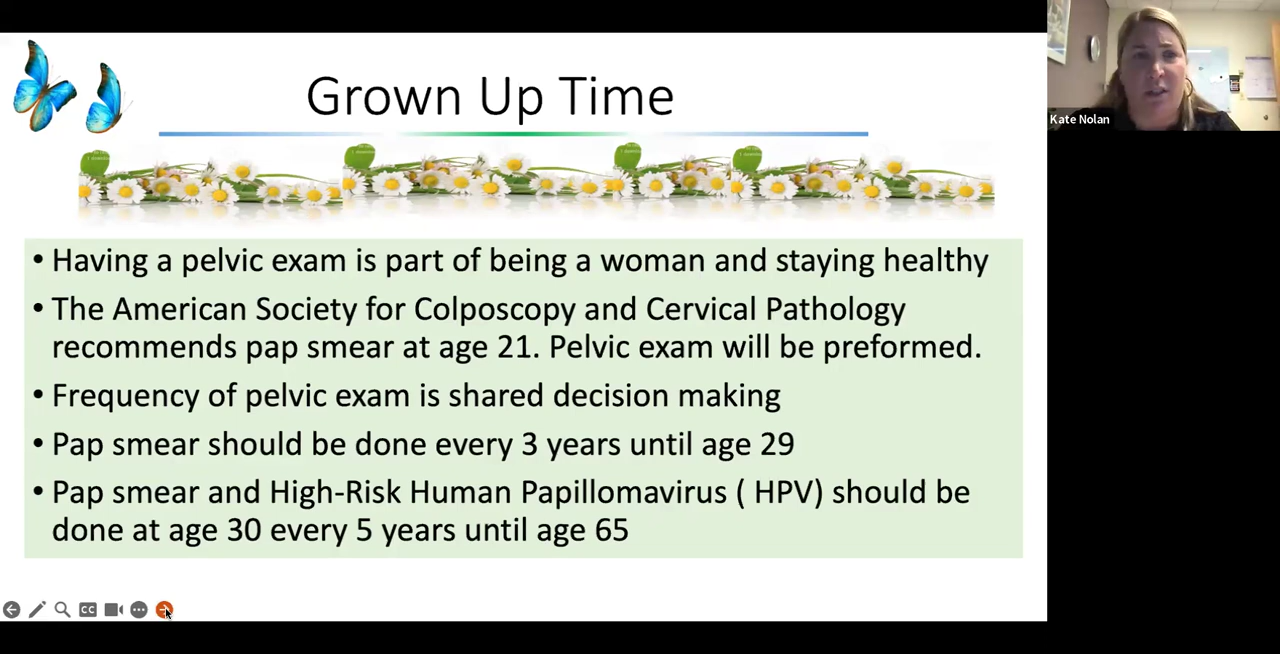 Grown Up Time
Kate Nolan
• Having a pelvic exam is part of being a woman and staying healthy
• The American Society for Colposcopy and Cervical Pathology
recommends pap smear at age 21. Pelvic exam will be preformed.
• Frequency of pelvic exam is shared decision making
• Pap smear should be done every 3 years until age 29
• Pap smear and High-Risk Human Papillomavirus ( HPV) should be
done at age 30 every 5 years until age 65
CC